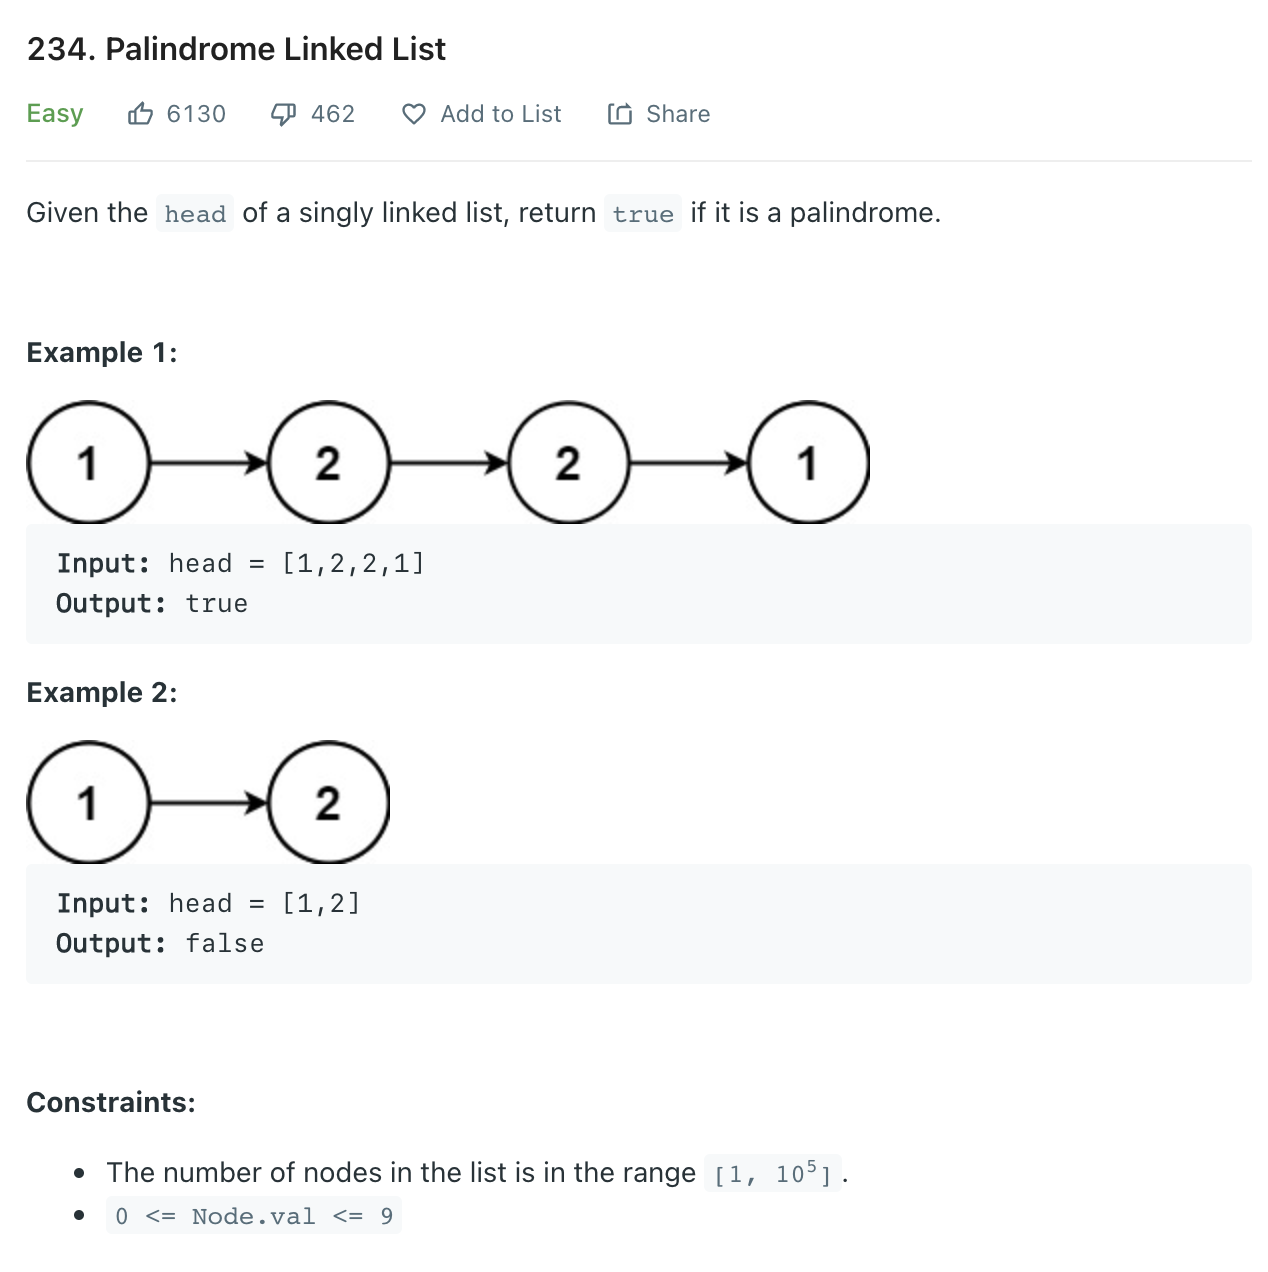 234. Palindrome Linked List
Easy 6130 462 Add to List Share
Given the head of a singly linked list, return true if it is a palindrome.
Example 1:
1 2 2 1
Input: head = [1,2,2,1]
Output: true
Example 2:
1 2
Input: head = [1,2]
Output: false
Constraints:
• The number of nodes in the list is in the range [1, 10⁵].
• 0 <= Node.val <= 9